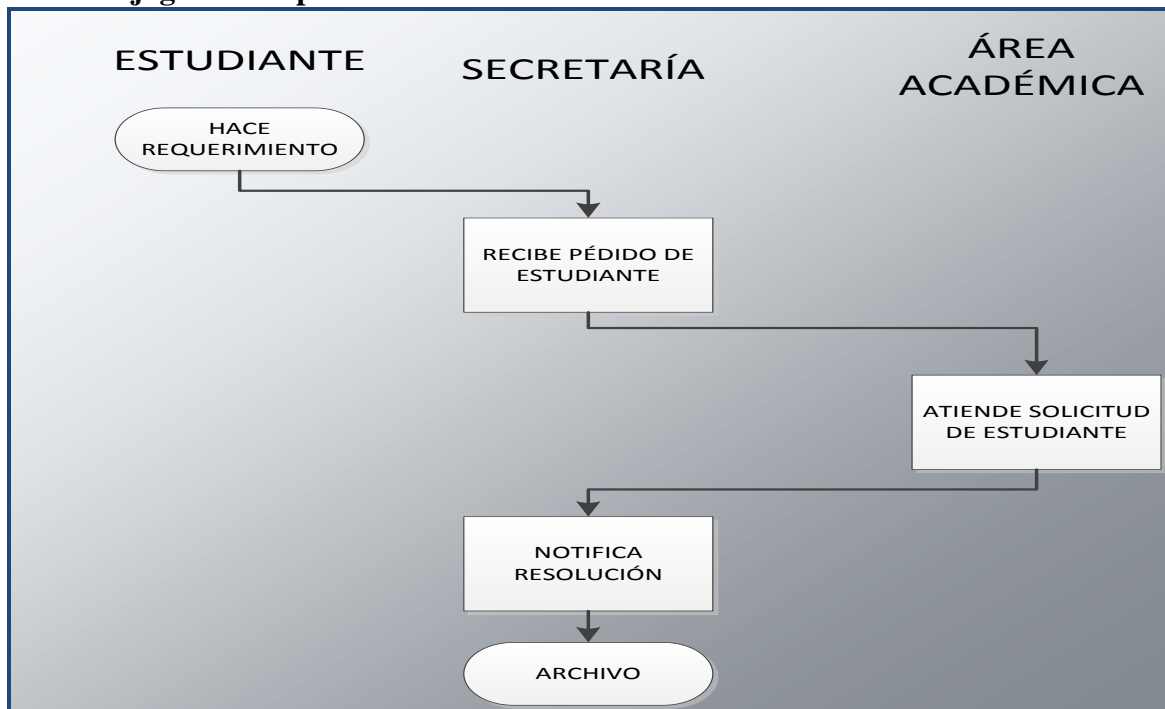 ESTUDIANTE
SECRETARÍA
ÁREA
ACADÉMICA
HACE
REQUERIMIENTO
RECIBE PÉDIDO DE
ESTUDIANTE
ATIENDE SOLICITUD
DE ESTUDIANTE
NOTIFICA
RESOLUCIÓN
ARCHIVO